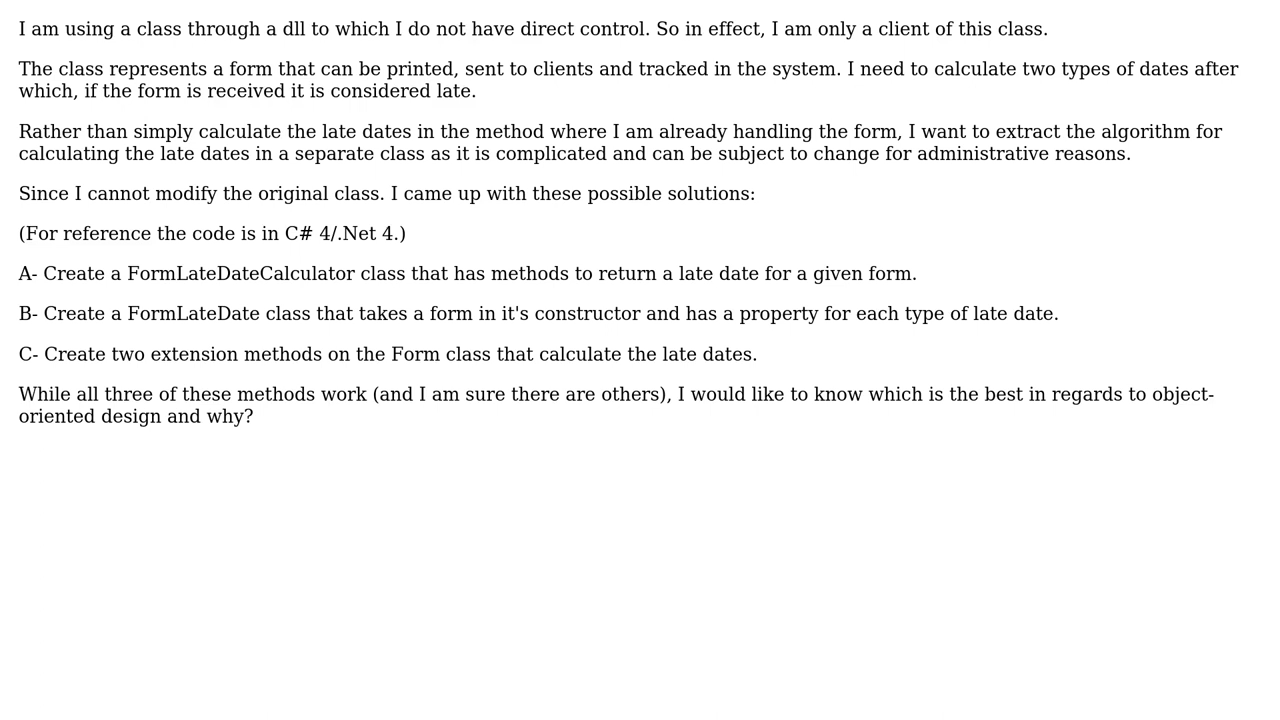 I am using a class through a dll to which I do not have direct control. So in effect, I am only a client of this class.
The class represents a form that can be printed, sent to clients and tracked in the system. I need to calculate two types of dates after
which, if the form is received it is considered late.
Rather than simply calculate the late dates in the method where I am already handling the form, I want to extract the algorithm for
calculating the late dates in a separate class as it is complicated and can be subject to change for administrative reasons.
Since I cannot modify the original class. I came up with these possible solutions:
(For reference the code is in C# 4/.Net 4.)
A- Create a FormLateDateCalculator class that has methods to return a late date for a given form.
B- Create a FormLateDate class that takes a form in it's constructor and has a property for each type of late date.
C- Create two extension methods on the Form class that calculate the late dates.
While all three of these methods work (and I am sure there are others), I would like to know which is the best in regards to object-
oriented design and why?